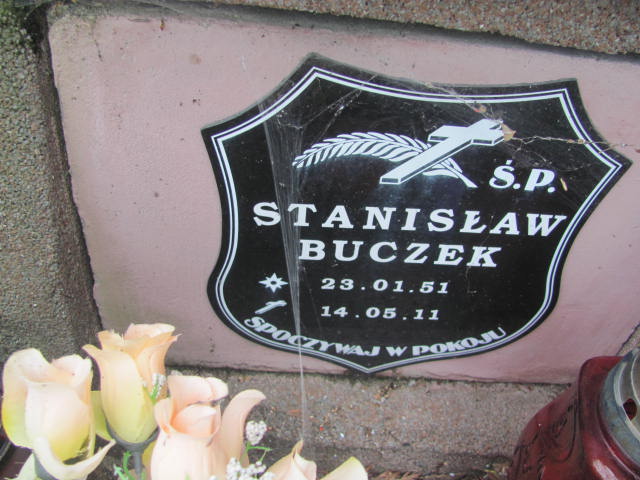 Ś.P.
STANISŁAW
BUCZEK
23.01.51
14.05.11
SPOCZYWAJ W POKOJU